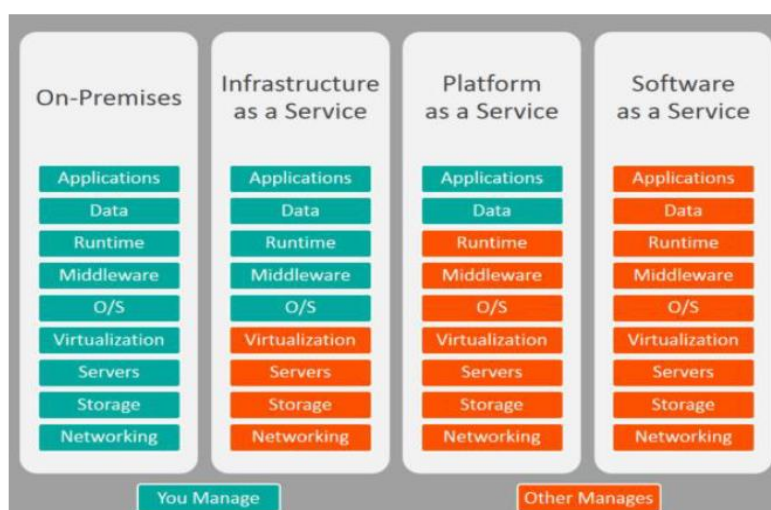 On-Premises
Applications
Data
Runtime
Middleware
O/S
Virtualization
Servers
Storage
Networking
Infrastructure
as a Service
Applications
Data
Runtime
Middleware
O/S
Virtualization
Servers
Storage
Networking
Platform
as a Service
Applications
Data
Runtime
Middleware
O/S
Virtualization
Servers
Storage
Networking
Software
as a Service
Applications
Data
Runtime
Middleware
O/S
Virtualization
Servers
Storage
Networking
You Manage
Other Manages